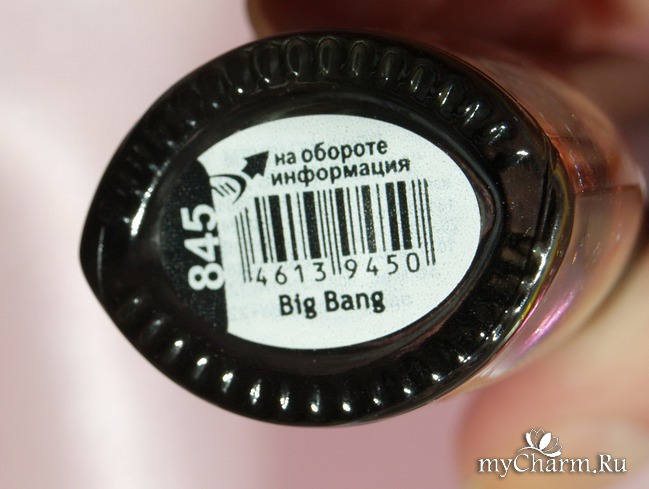 на обороте
информация
845
4613 9450
Big Bang
myCharm.Ru